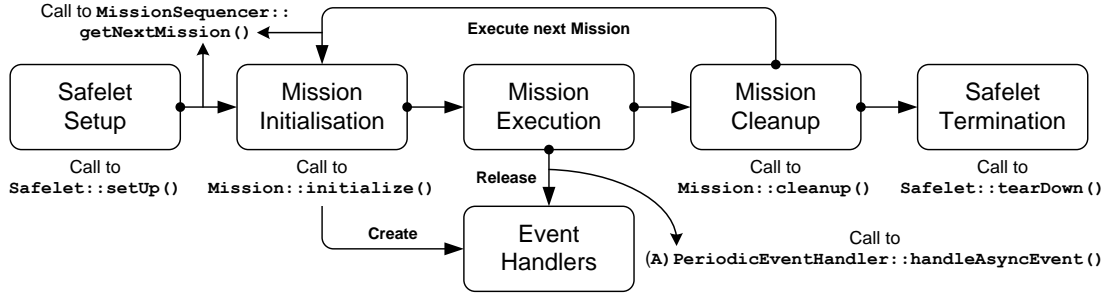 Call to MissionSequencer::
getNextMission()
Execute next Mission
Safelet
Setup
Mission
Initialisation
Mission
Execution
Mission
Cleanup
Safelet
Termination
Call to
Safelet::setUp()
Call to
Mission::initialize()
Release
Call to
Mission::cleanup()
Call to
Safelet::tearDown()
Create
Event
Handlers
Call to
(A)PeriodicEventHandler::handleAsyncEvent()